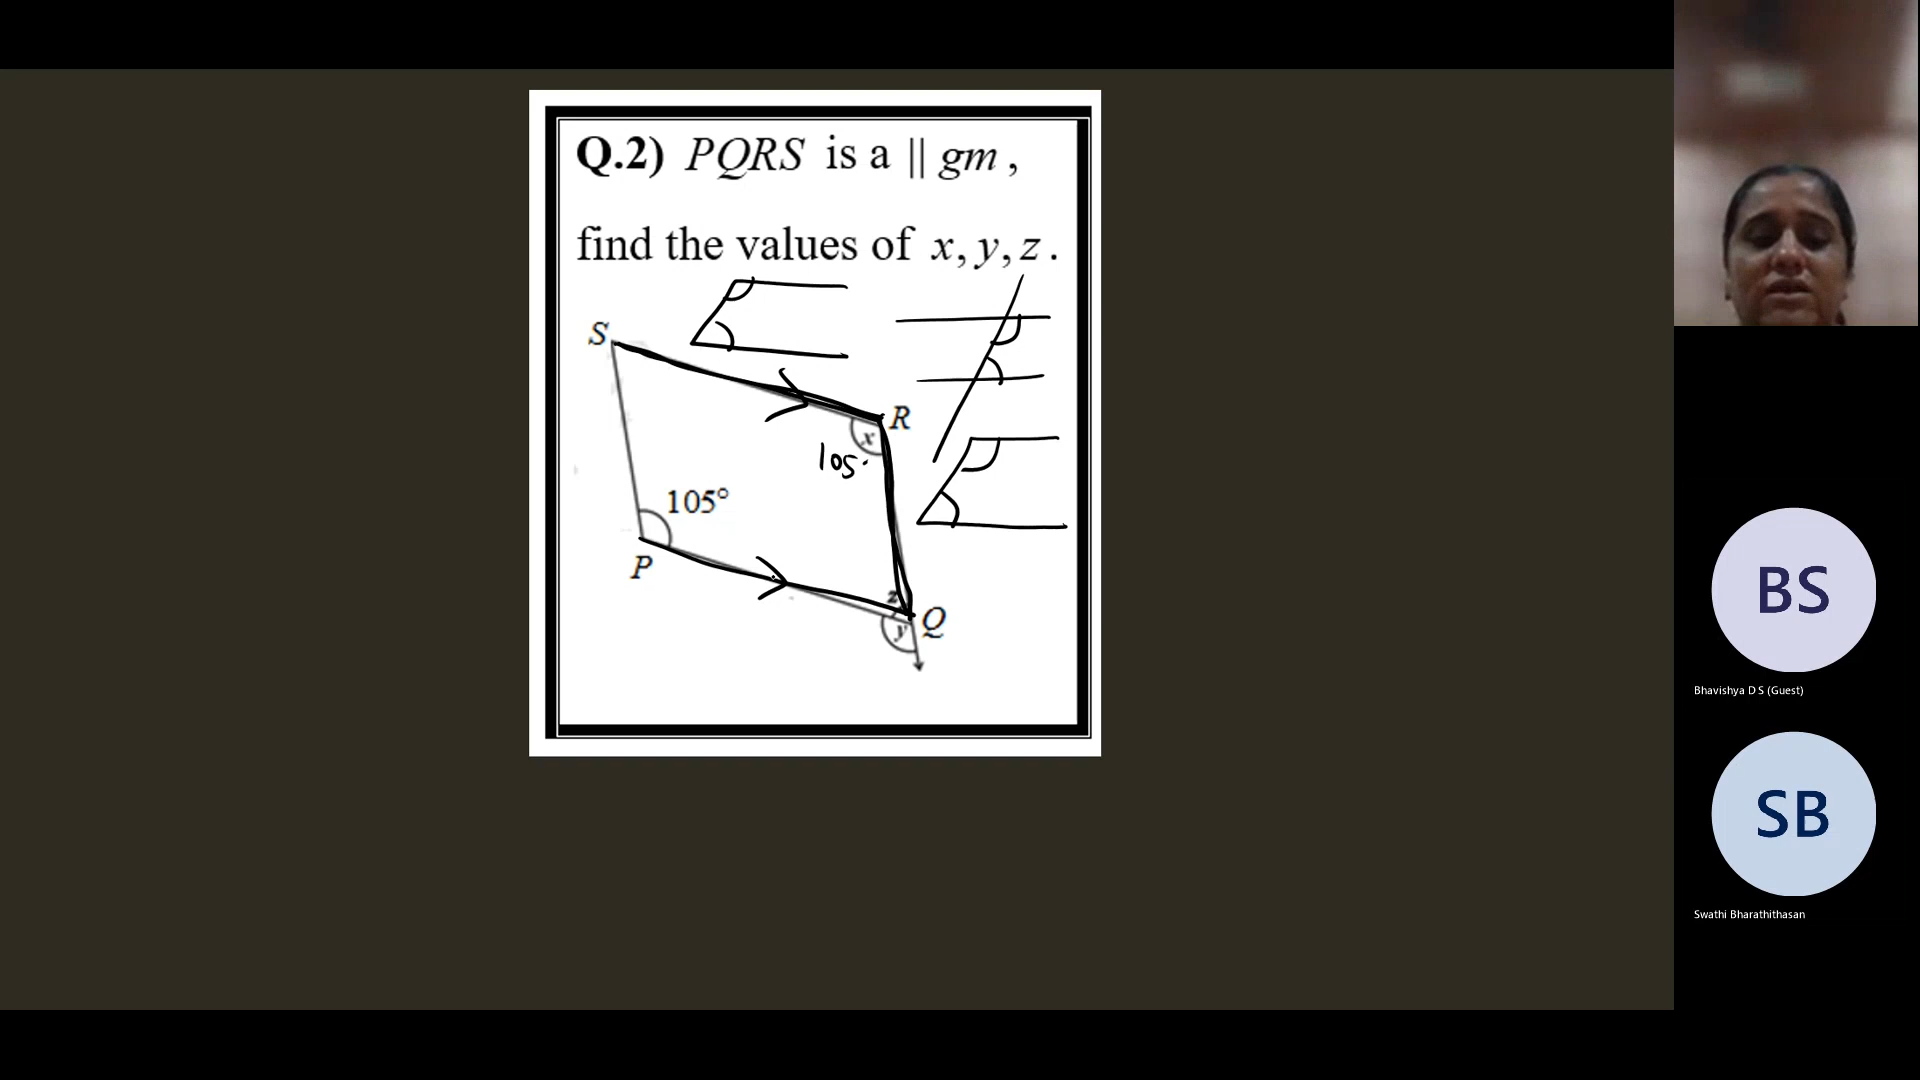 Q.2) PQRS is a || gm ,
find the values of x, y, z .
S
R
x
105°
105°
P
z
Q
y
BS
Bhavishya D S (Guest)
SB
Swathi Bharathithasan